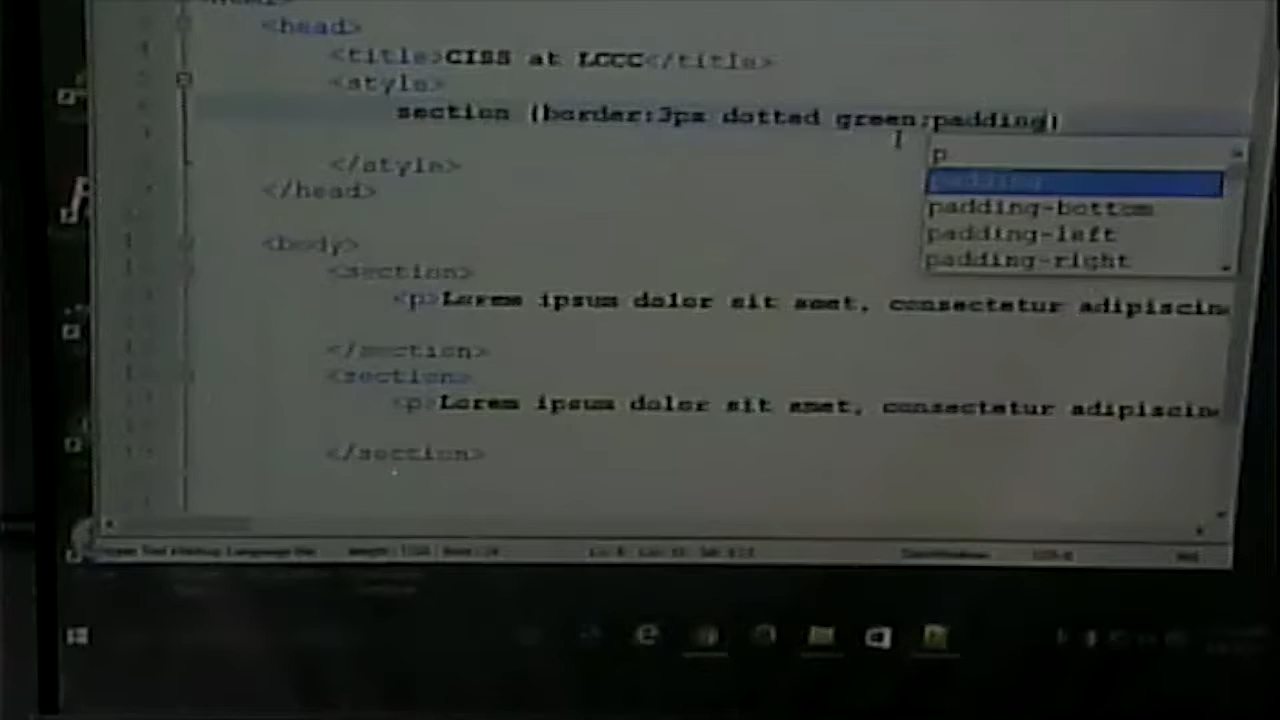 <head>
<title>CISS at LCCC</title>
<style>
section {border:3px dotted green;padding}
p
padding
</style>
padding-bottom
</head>
padding-left
<body>
padding-right
<section>
<p>Lorem ipsum dolor sit amet, consectetur adipiscin
</section>
<section>
<p>Lorem ipsum dolor sit amet, consectetur adipiscin
</section>